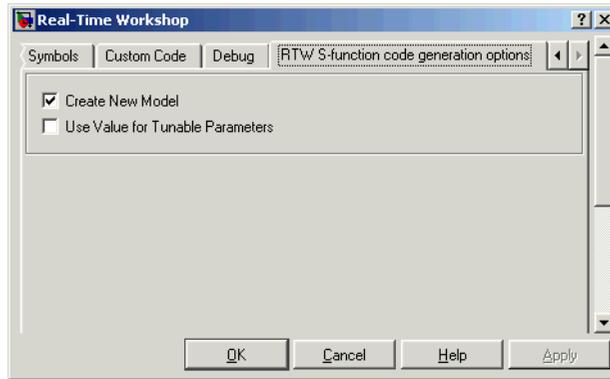 Real-Time Workshop
Symbols Custom Code Debug RTW S-function code generation options
Create New Model
Use Value for Tunable Parameters
OK Cancel Help Apply